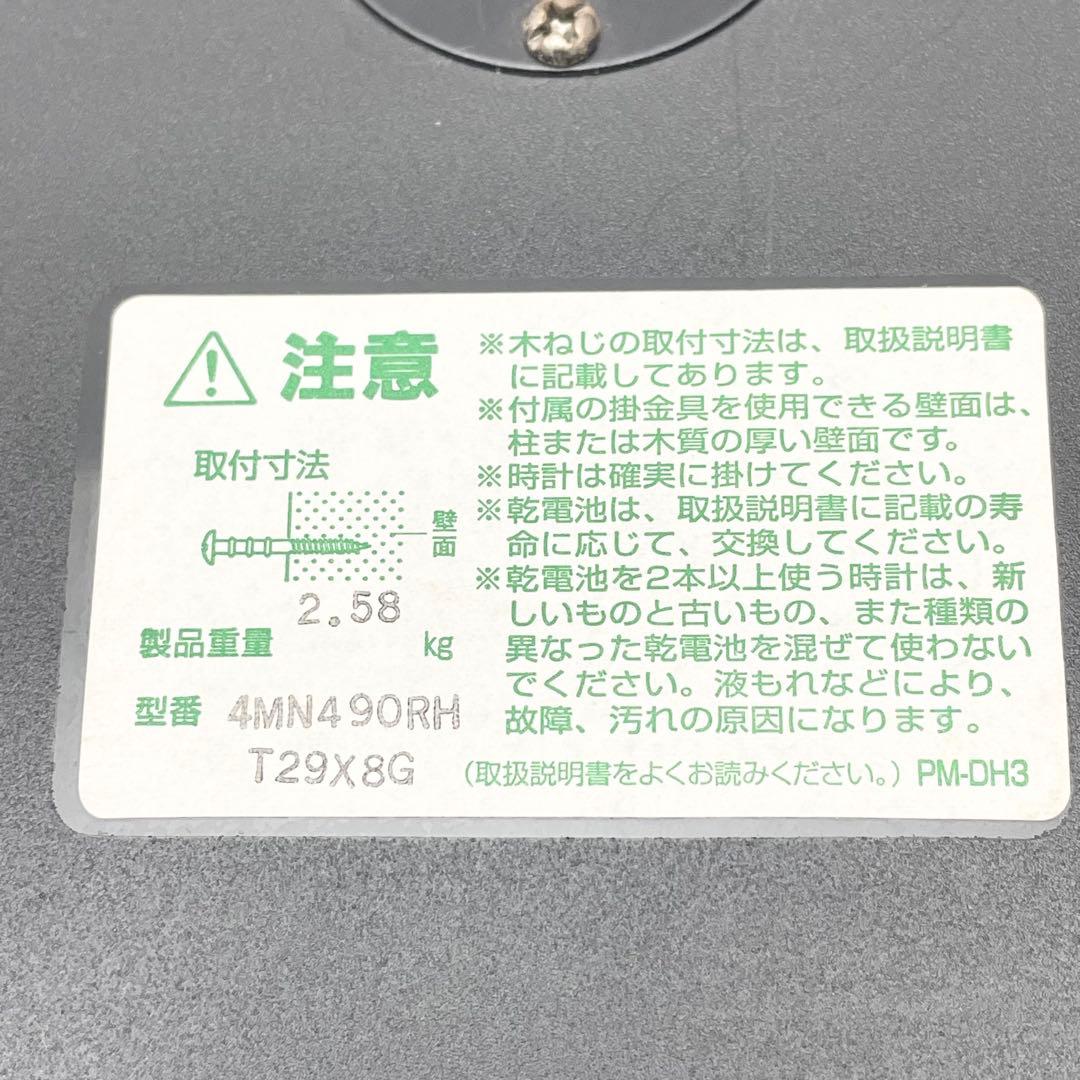 注意
取付寸法
壁面
2.58
製品重量 kg
型番 4MN490RH
T29X8G
※木ねじの取付寸法は、取扱説明書
に記載してあります。
※付属の掛金具を使用できる壁面は、
柱または木質の厚い壁面です。
※時計は確実に掛けてください。
※乾電池は、取扱説明書に記載の寿
命に応じて、交換してください。
※乾電池を2本以上使う時計は、新
しいものと古いもの、また種類の
異なった乾電池を混ぜて使わない
でください。液もれなどにより、
故障、汚れの原因になります。
(取扱説明書をよくお読みください。) PM-DH3